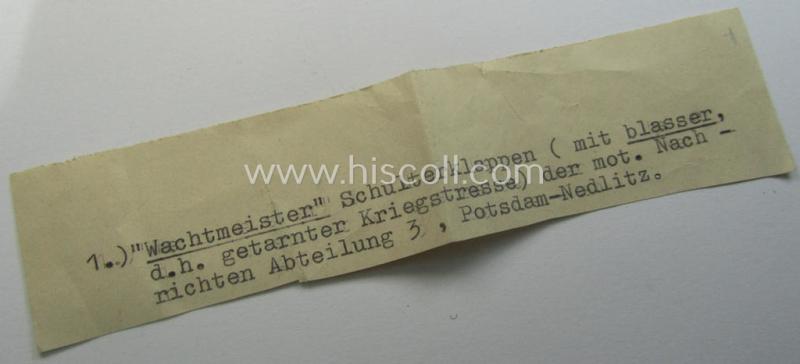 1.) "Wachtmeister" Schulterklappen ( mit blasser,
d.h. getarnter Kriegstresse) der mot. Nach -
richten Abteilung 3 , Potsdam-Nedlitz.
www.hiscoll.com